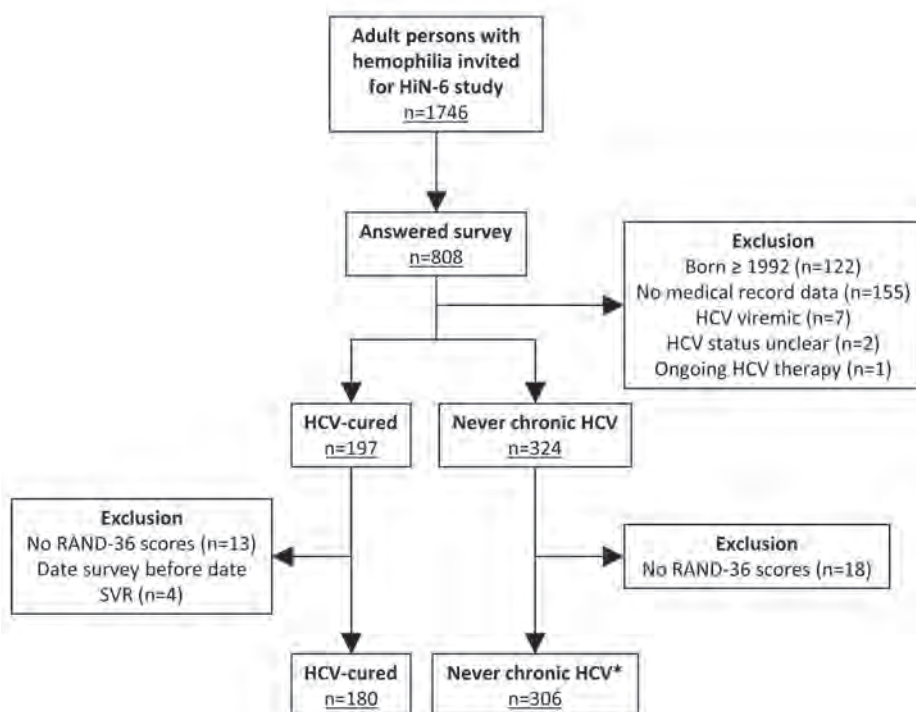 Adult persons with
hemophilia invited
for HiN-6 study
n=1746
Answered survey
n=808
Exclusion
Born ≥ 1992 (n=122)
No medical record data (n=155)
HCV viremic (n=7)
HCV status unclear (n=2)
Ongoing HCV therapy (n=1)
HCV-cured
n=197
Never chronic HCV
n=324
Exclusion
No RAND-36 scores (n=13)
Date survey before date
SVR (n=4)
Exclusion
No RAND-36 scores (n=18)
HCV-cured
n=180
Never chronic HCV*
n=306